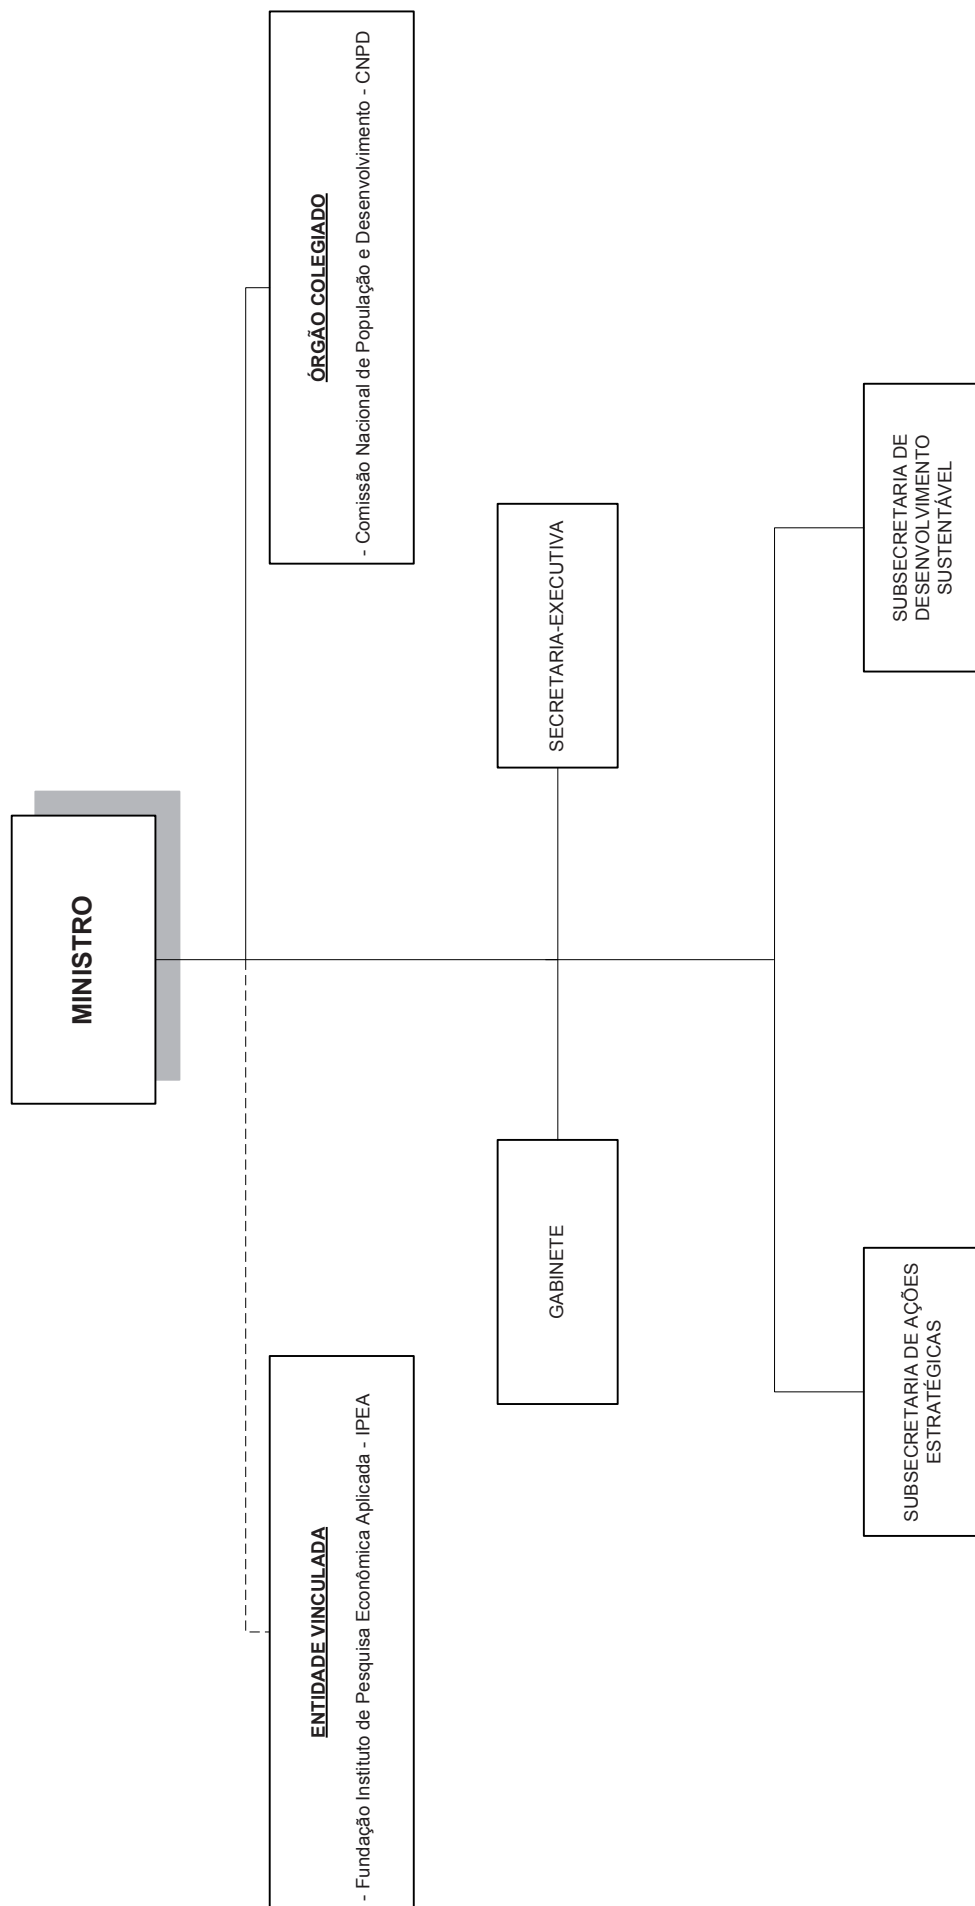 MINISTRO
ENTIDADE VINCULADA
- Fundação Instituto de Pesquisa Econômica Aplicada - IPEA
ÓRGÃO COLEGIADO
- Comissão Nacional de População e Desenvolvimento - CNPD
GABINETE
SECRETARIA-EXECUTIVA
SUBSECRETARIA DE AÇÕES
ESTRATÉGICAS
SUBSECRETARIA DE
DESENVOLVIMENTO
SUSTENTÁVEL